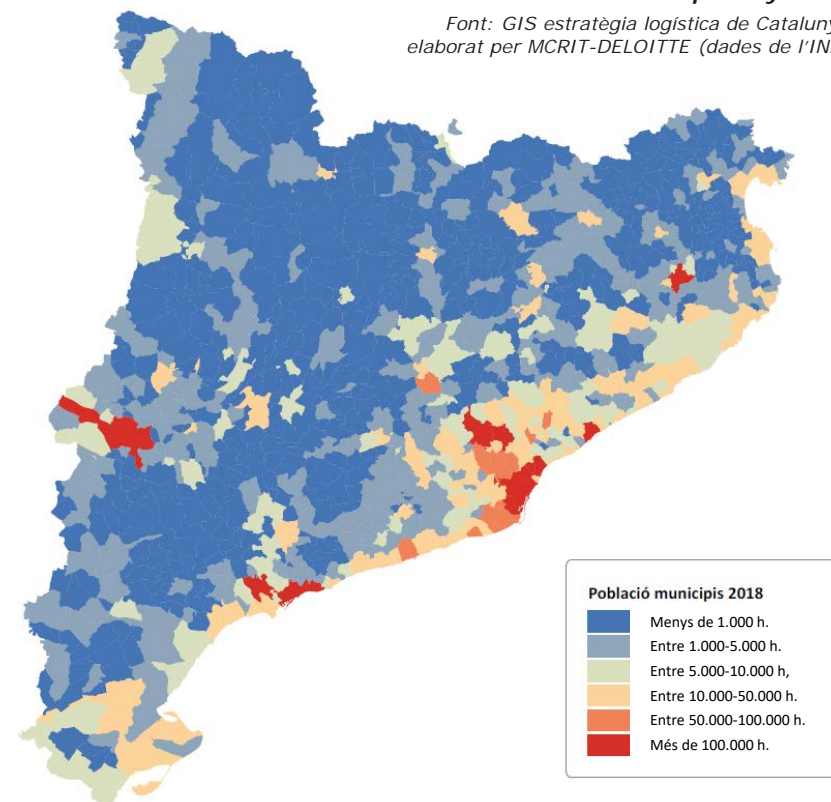 Font: GIS estratègia logística de Cataluny
elaborat per MCRIT-DELOITTE (dades de l'IN
Població municipis 2018
Menys de 1.000 h.
Entre 1.000-5.000 h.
Entre 5.000-10.000 h,
Entre 10.000-50.000 h.
Entre 50.000-100.000 h.
Més de 100.000 h.